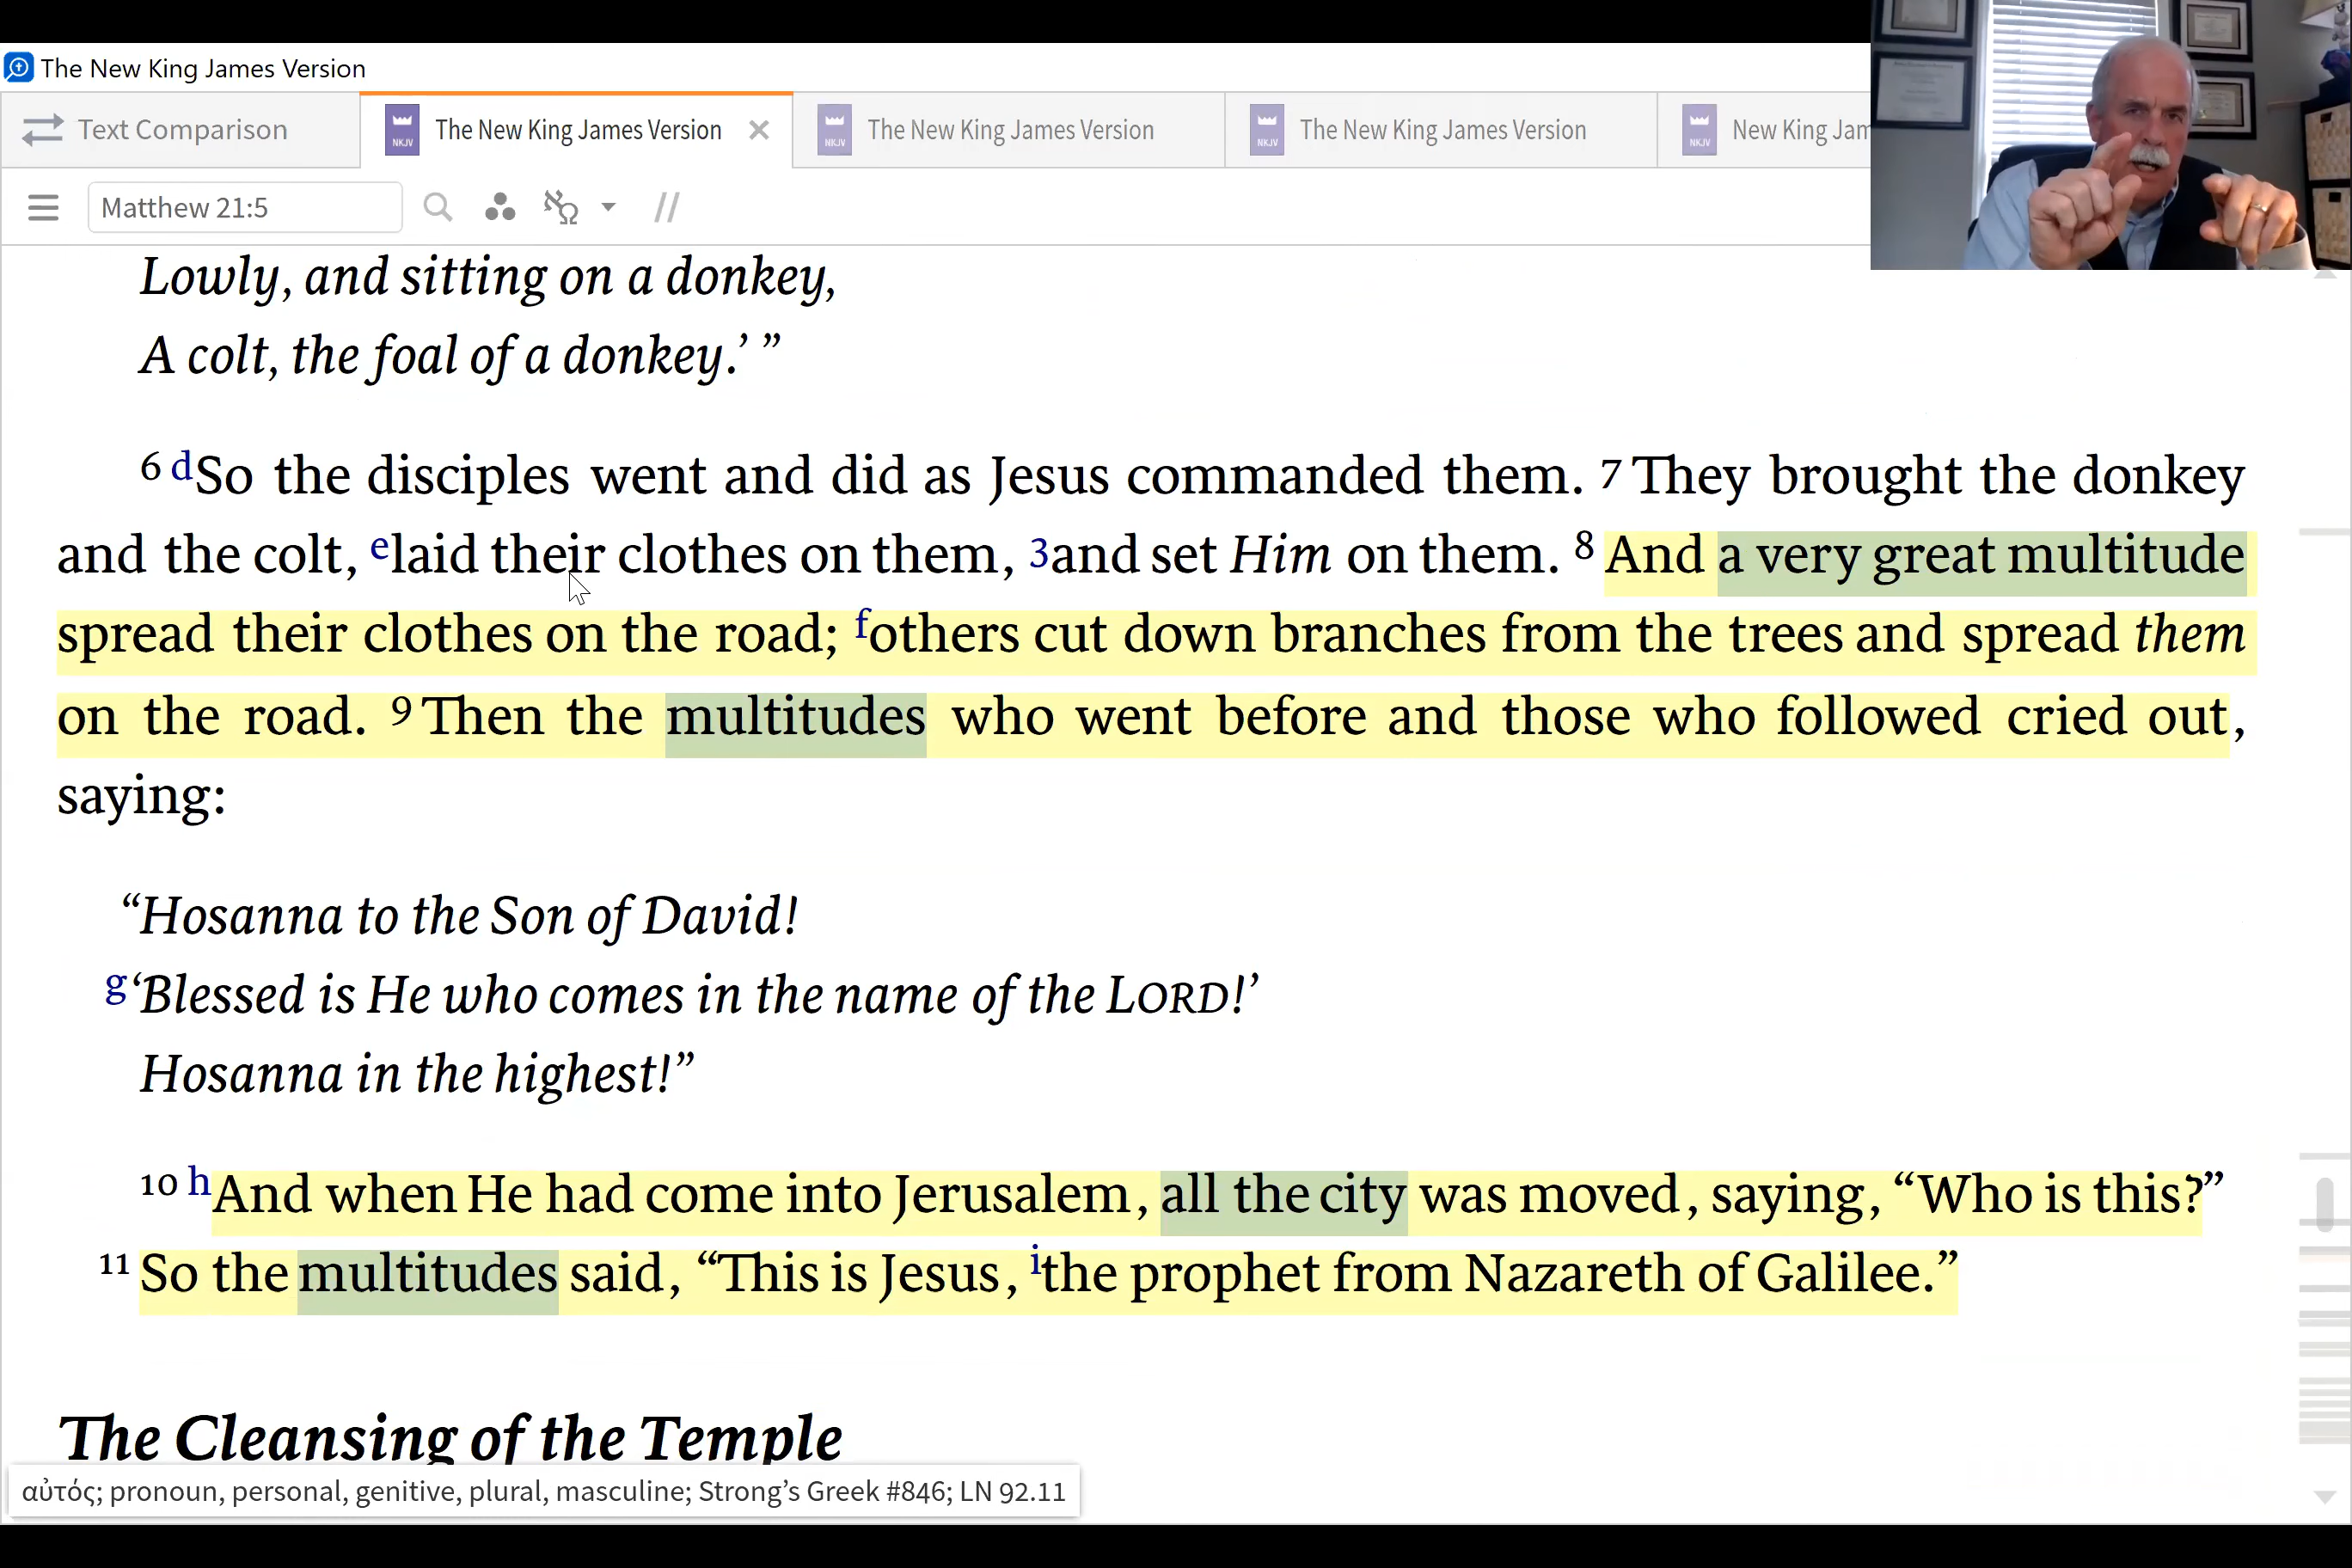 The New King James Version
Text Comparison
The New King James Version
The New King James Version
The New King James Version
New King Jam
NKJV
NKJV
NKJV
NKJV
Matthew 21:5
Lowly, and sitting on a donkey,
A colt, the foal of a donkey.’ ”
6 dSo the disciples went and did as Jesus commanded them. 7 They brought the donkey
and the colt, elaid their clothes on them, 3and set Him on them. 8 And a very great multitude
spread their clothes on the road; fothers cut down branches from the trees and spread them
on the road. 9 Then the multitudes who went before and those who followed cried out,
saying:
“Hosanna to the Son of David!
g‘Blessed is He who comes in the name of the LORD!’
Hosanna in the highest!”
10 hAnd when He had come into Jerusalem, all the city was moved, saying, “Who is this?”
11 So the multitudes said, “This is Jesus, ithe prophet from Nazareth of Galilee.”
The Cleansing of the Temple
αὐτός; pronoun, personal, genitive, plural, masculine; Strong’s Greek #846; LN 92.11